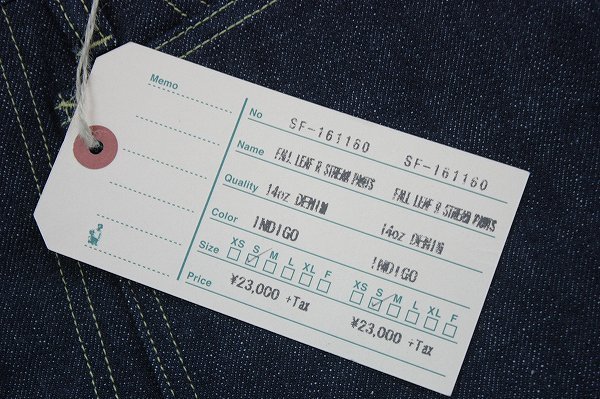 Memo
No SF-161160 SF-161160
Name FALL LEAF R STREAM PANTS FALL LEAF R STREAM PANTS
Quality 14oz DENIM 14oz DENIM
Color INDIGO INDIGO
Size XS S M L XL F XS S M L XL F
Price ¥23,000 +Tax ¥23,000 +Tax